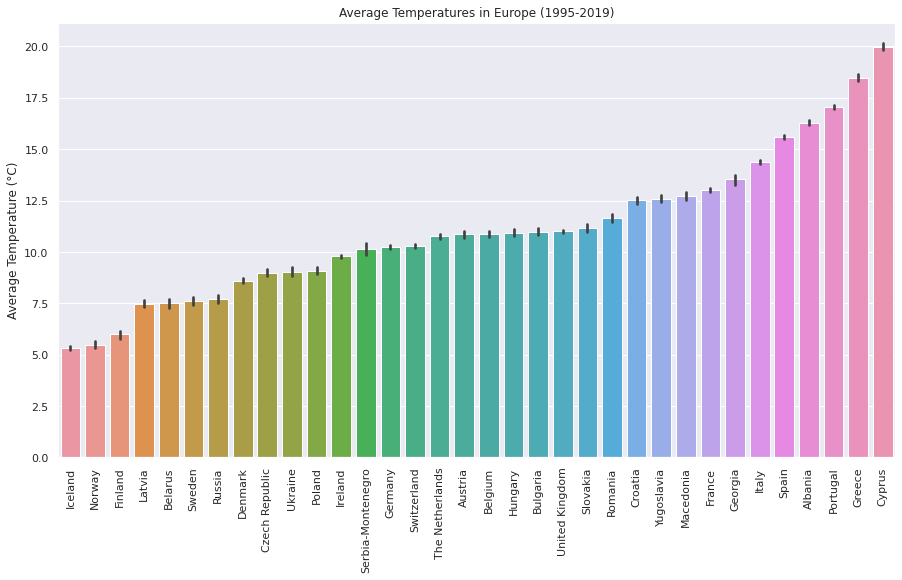 Average Temperatures in Europe (1995-2019)
Average Temperature (°C)
20.0
17.5
15.0
12.5
10.0
7.5
5.0
2.5
0.0
Iceland
Norway
Finland
Latvia
Belarus
Sweden
Russia
Denmark
Czech Republic
Ukraine
Poland
Ireland
Serbia-Montenegro
Germany
Switzerland
The Netherlands
Austria
Belgium
Hungary
Bulgaria
United Kingdom
Slovakia
Romania
Croatia
Yugoslavia
Macedonia
France
Georgia
Italy
Spain
Albania
Portugal
Greece
Cyprus